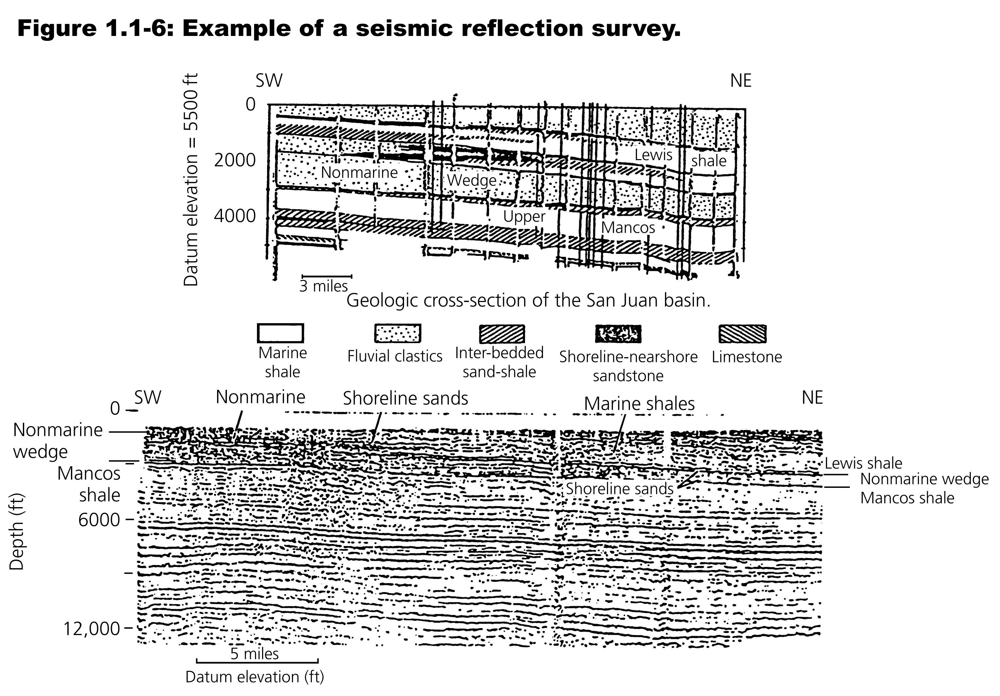 Figure 1.1-6: Example of a seismic reflection survey.
SW
NE
Datum elevation = 5500 ft
0
2000
4000
Lewis
shale
Nonmarine
Wedge
Upper
Mancos
3 miles
Geologic cross-section of the San Juan basin.
Marine
shale
Fluvial clastics
Inter-bedded
sand-shale
Shoreline-nearshore
sandstone
Limestone
SW
Nonmarine
Shoreline sands
Marine shales
NE
0
Nonmarine
wedge
Mancos
shale
Depth (ft)
6000
12,000
Lewis shale
Nonmarine wedge
Mancos shale
Shoreline sands
5 miles
Datum elevation (ft)